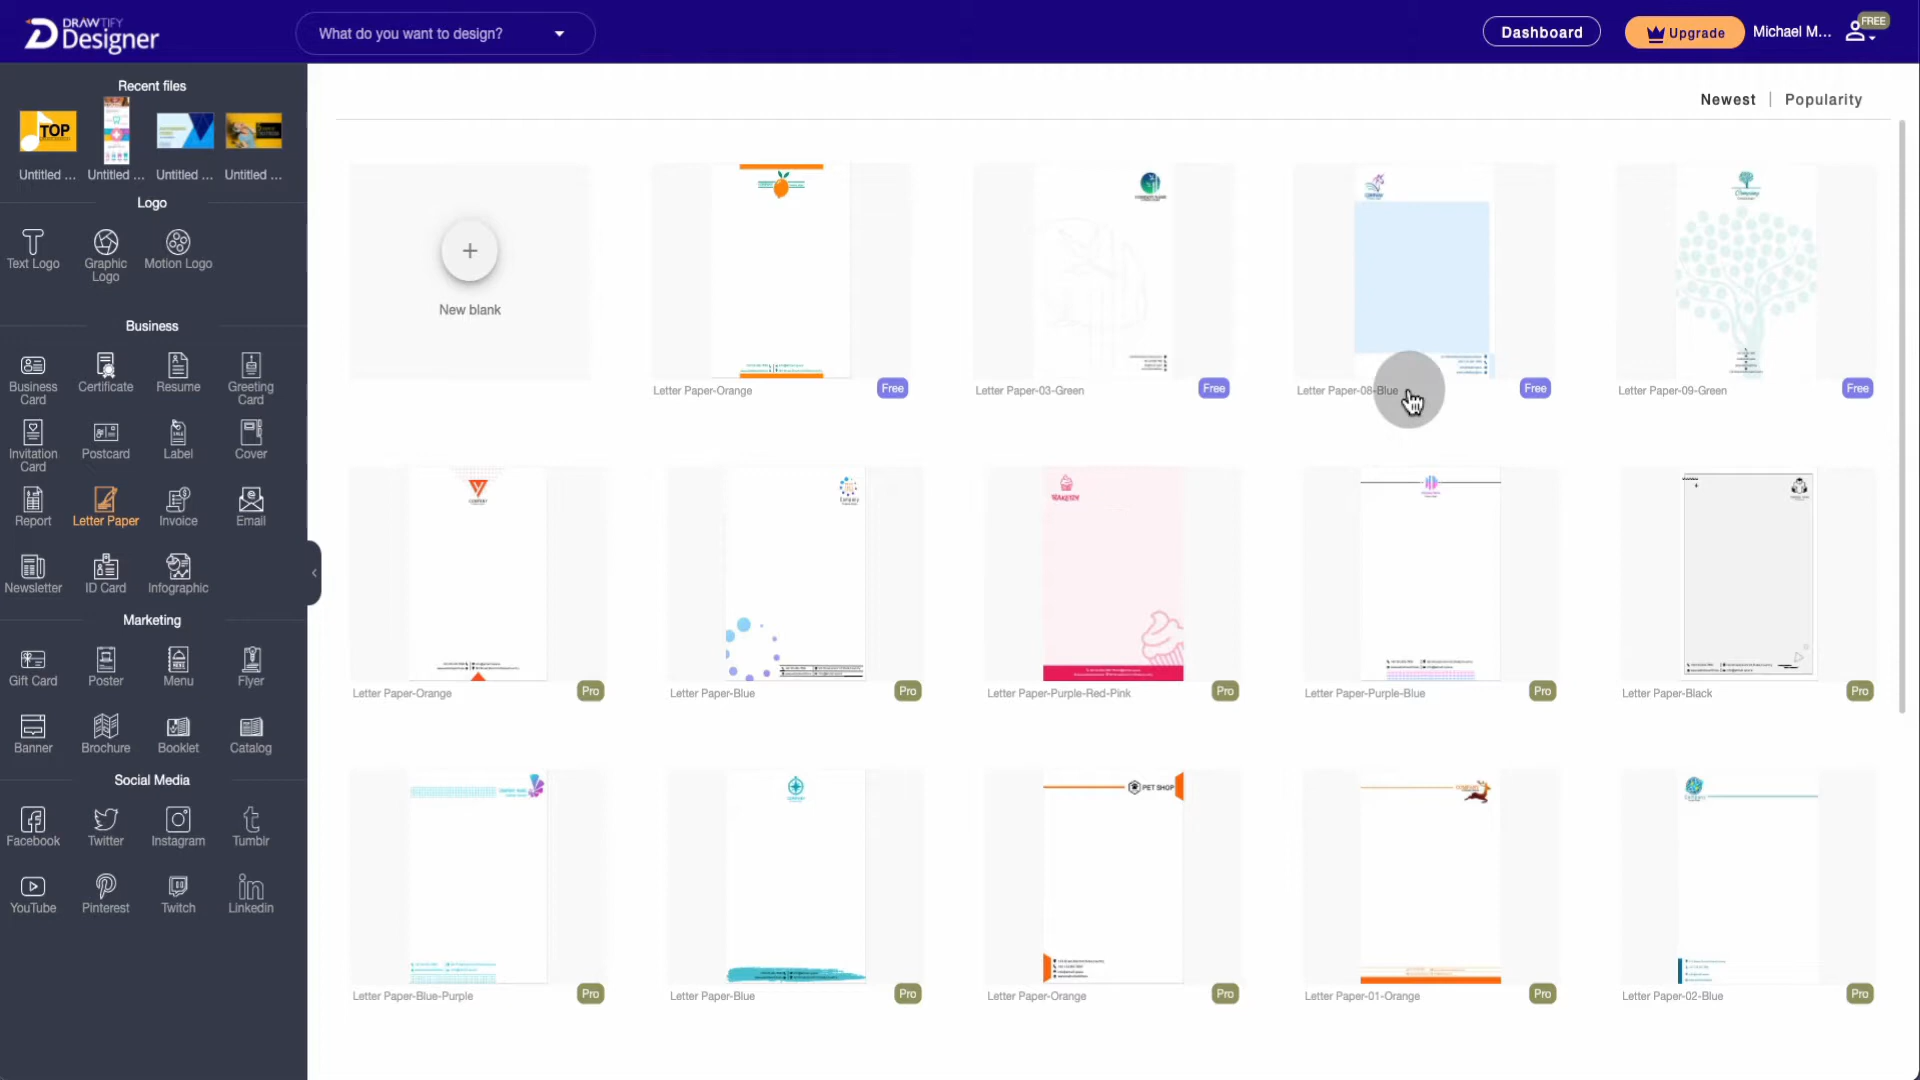 DRAWTIFY
Designer
What do you want to design?
Dashboard
Upgrade
Michael M...
FREE
Recent files
TOP
Untitled ...
Untitled ...
Untitled ...
Untitled ...
Logo
Text Logo
Graphic Logo
Motion Logo
Business
Business Card
Certificate
Resume
Greeting Card
Invitation Card
Postcard
Label
Cover
Report
Letter Paper
Invoice
Email
Newsletter
ID Card
Infographic
Marketing
Gift Card
Poster
Menu
Flyer
Banner
Brochure
Booklet
Catalog
Social Media
Facebook
Twitter
Instagram
Tumblr
YouTube
Pinterest
Twitch
Linkedin
Newest | Popularity
New blank
Letter Paper-Orange
Free
Letter Paper-03-Green
Free
Letter Paper-08-Blue
Free
Company
Letter Paper-09-Green
Free
Letter Paper-Orange
Pro
Letter Paper-Blue
Pro
BAKERY
Letter Paper-Purple-Red-Pink
Pro
Letter Paper-Purple-Blue
Pro
Letter Paper-Black
Pro
Letter Paper-Blue-Purple
Pro
Letter Paper-Blue
Pro
PET SHOP
Letter Paper-Orange
Pro
Letter Paper-01-Orange
Pro
Letter Paper-02-Blue
Pro